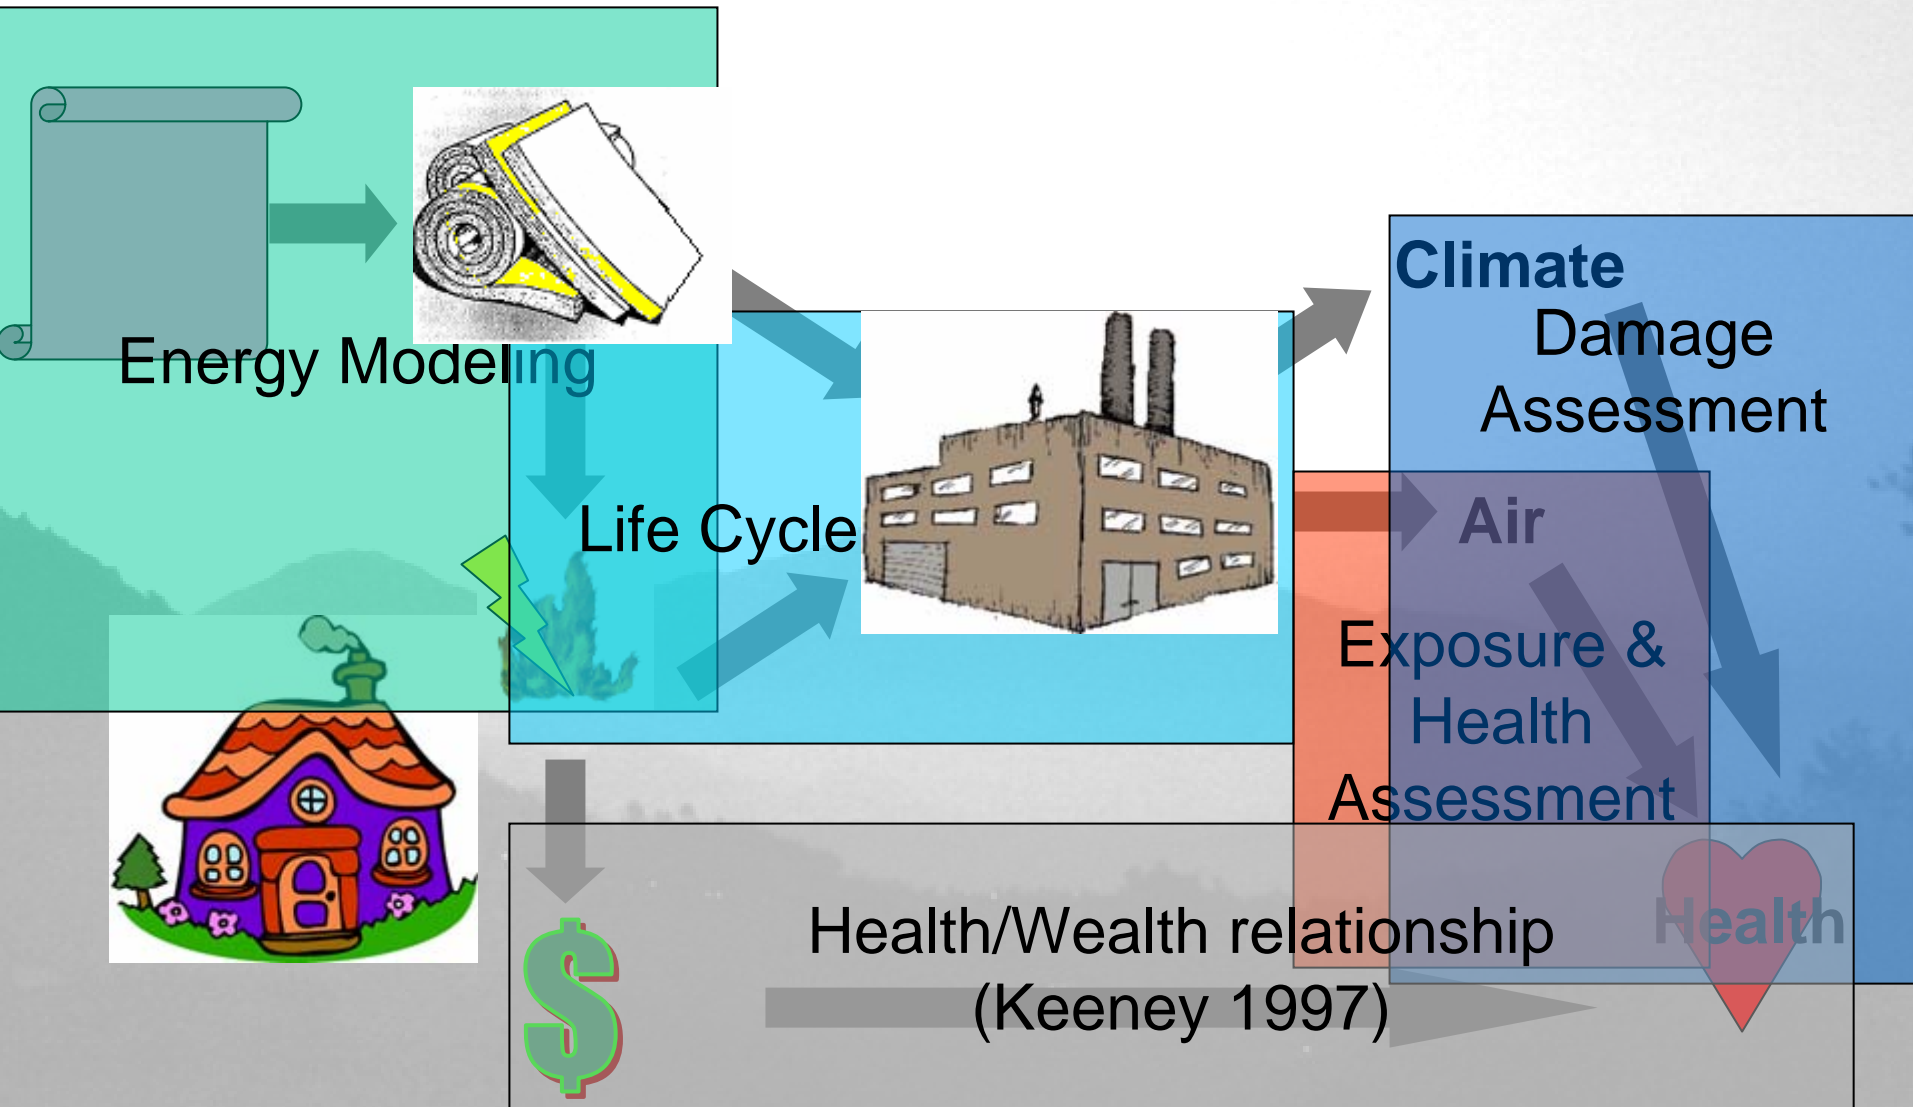 Energy Modeling
Life Cycle
Climate
Damage
Assessment
Air
Exposure &
Health
Assessment
Health/Wealth relationship
(Keeney 1997)
$
Health